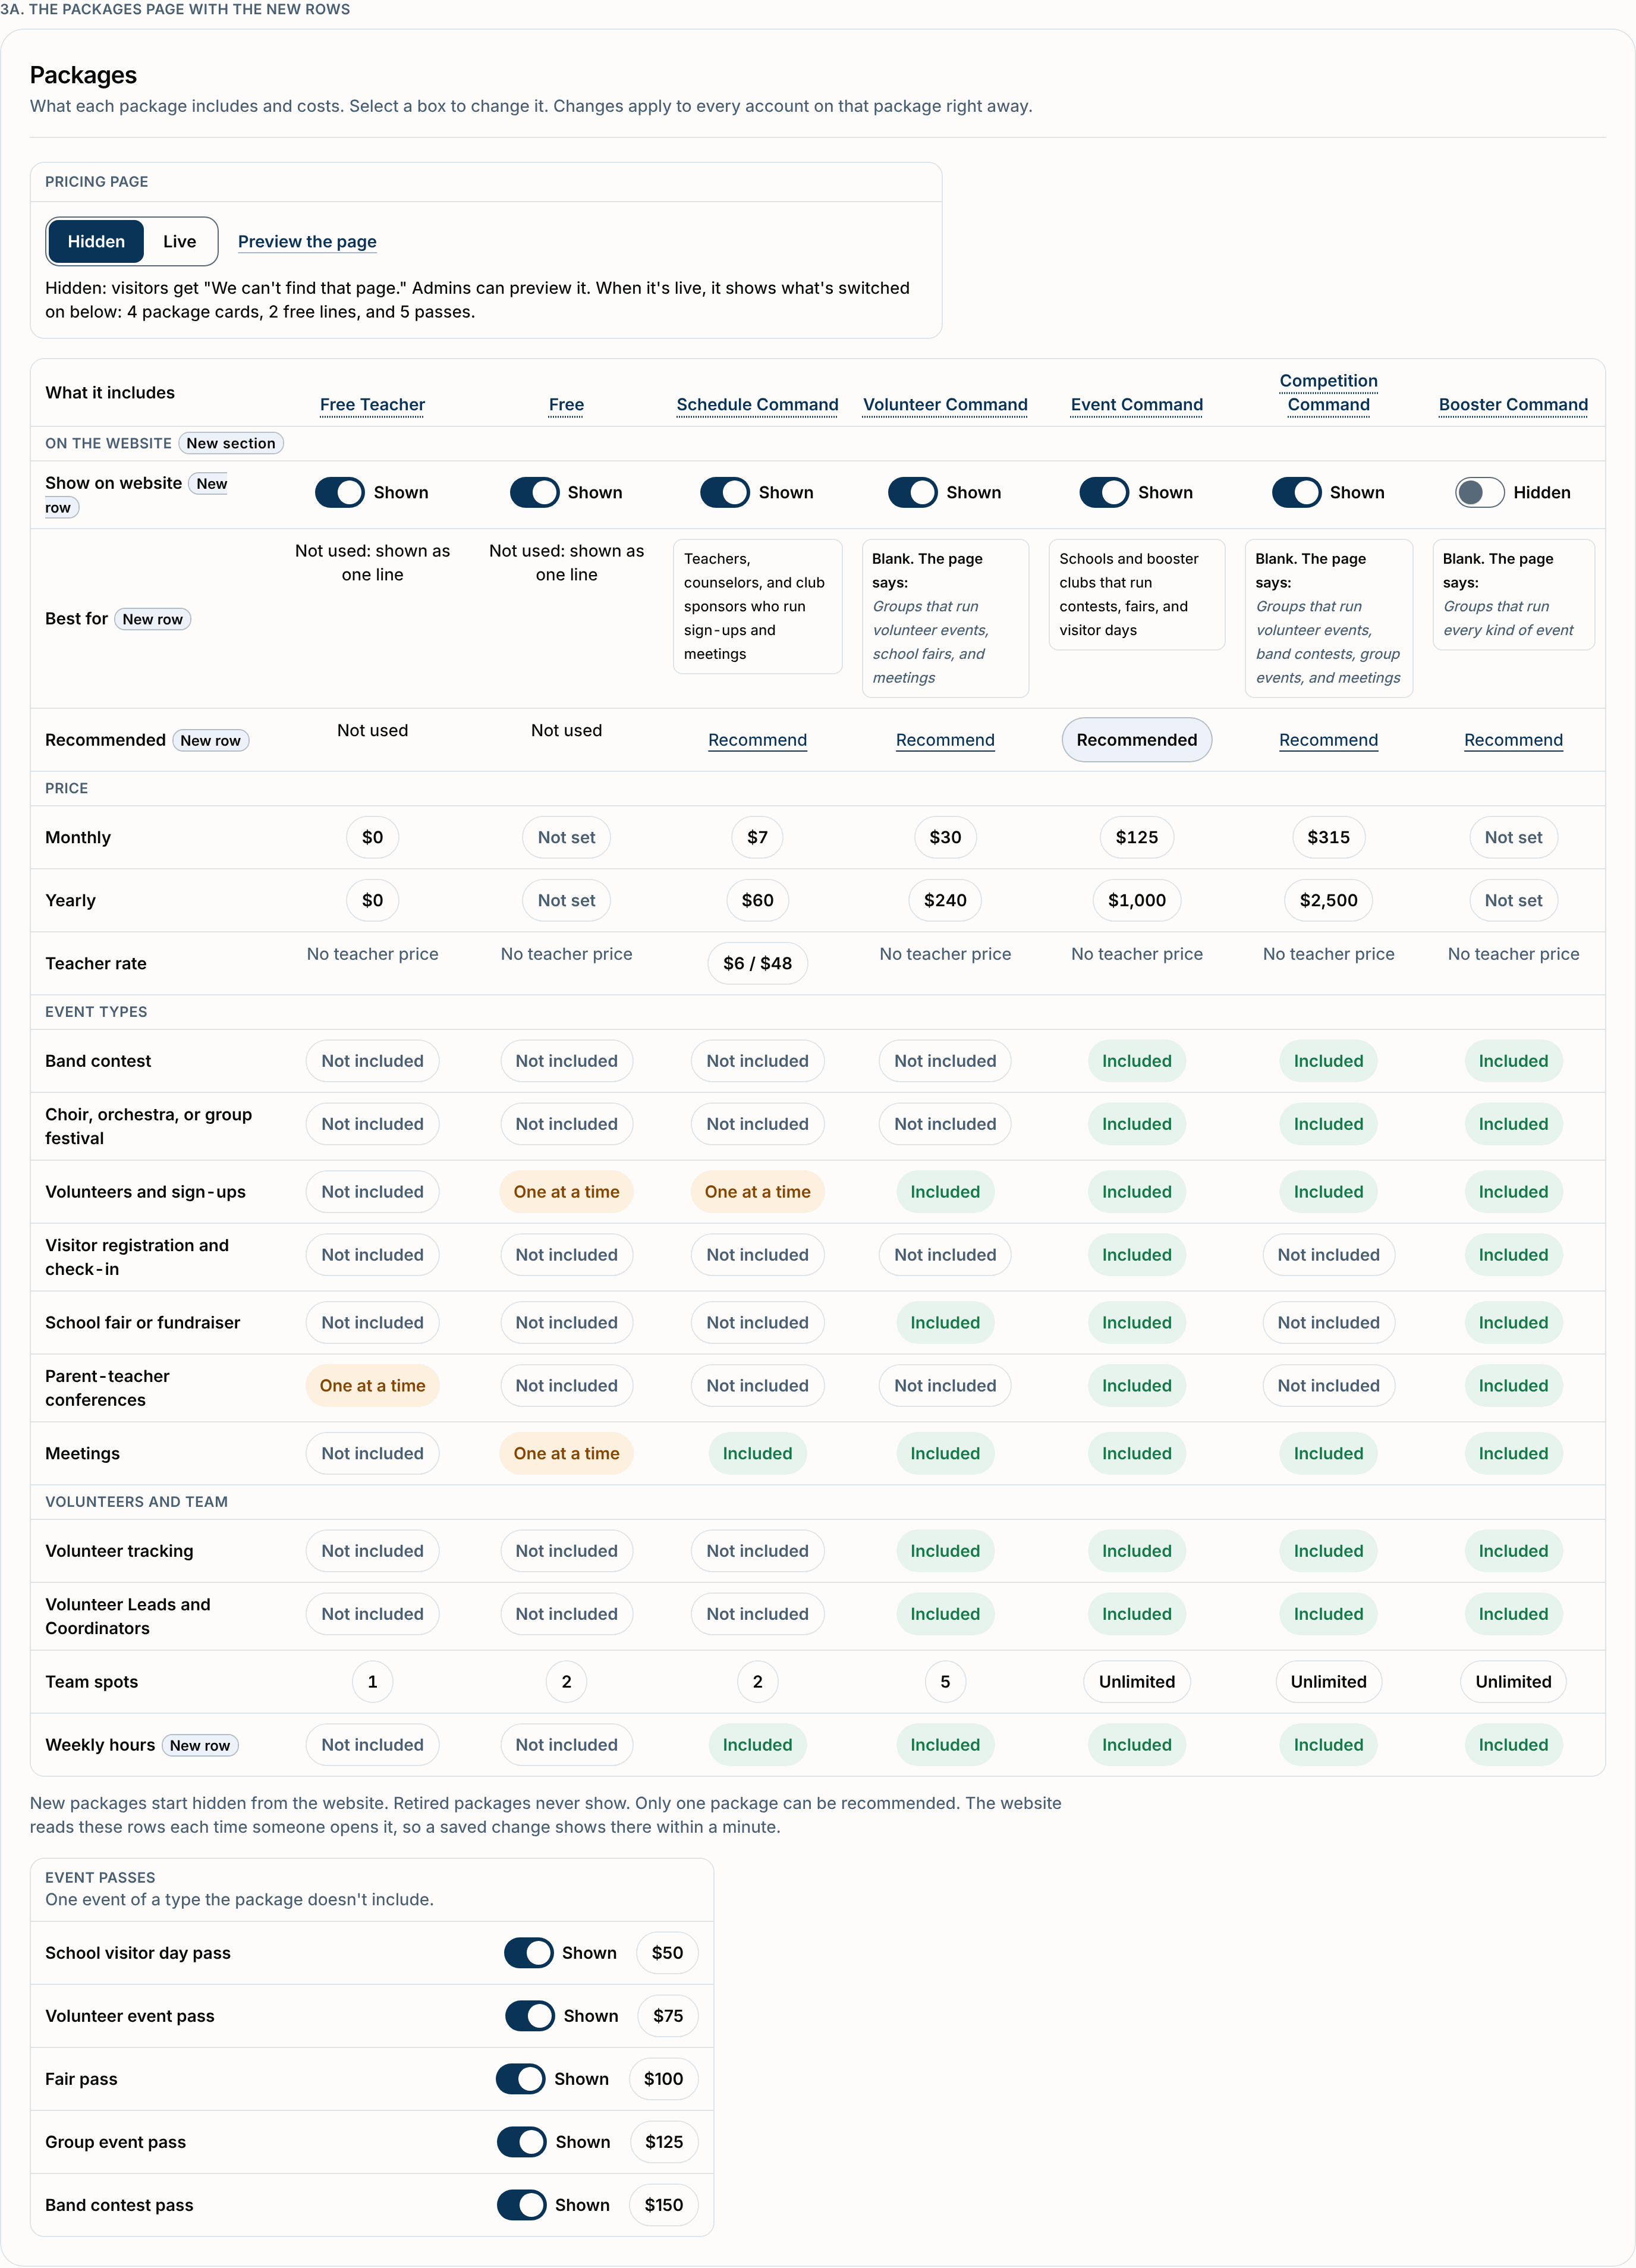 3A. THE PACKAGES PAGE WITH THE NEW ROWS
Packages
What each package includes and costs. Select a box to change it. Changes apply to every account on that package right away.
PRICING PAGE
Hidden Live Preview the page
Hidden: visitors get "We can't find that page." Admins can preview it. When it's live, it shows what's switched
on below: 4 package cards, 2 free lines, and 5 passes.
What it includes Free Teacher Free Schedule Command Volunteer Command Event Command Competition Command Booster Command
ON THE WEBSITE New section
Show on website New row Shown Shown Shown Shown Shown Shown Hidden
Best for New row
Not used: shown as
one line
Not used: shown as
one line
Teachers,
counselors, and club
sponsors who run
sign-ups and
meetings
Blank. The page
says:
Groups that run
volunteer events,
school fairs, and
meetings
Schools and booster
clubs that run
contests, fairs, and
visitor days
Blank. The page
says:
Groups that run
volunteer events,
band contests, group
events, and meetings
Blank. The page
says:
Groups that run
every kind of event
Recommended New row Not used Not used Recommend Recommend Recommended Recommend Recommend
PRICE
Monthly $0 Not set $7 $30 $125 $315 Not set
Yearly $0 Not set $60 $240 $1,000 $2,500 Not set
Teacher rate No teacher price No teacher price $6 / $48 No teacher price No teacher price No teacher price No teacher price
EVENT TYPES
Band contest Not included Not included Not included Not included Included Included Included
Choir, orchestra, or group
festival Not included Not included Not included Not included Included Included Included
Volunteers and sign-ups Not included One at a time One at a time Included Included Included Included
Visitor registration and
check-in Not included Not included Not included Not included Included Not included Included
School fair or fundraiser Not included Not included Not included Included Included Not included Included
Parent-teacher
conferences One at a time Not included Not included Not included Included Not included Included
Meetings Not included One at a time Included Included Included Included Included
VOLUNTEERS AND TEAM
Volunteer tracking Not included Not included Not included Included Included Included Included
Volunteer Leads and
Coordinators Not included Not included Not included Included Included Included Included
Team spots 1 2 2 5 Unlimited Unlimited Unlimited
Weekly hours New row Not included Not included Included Included Included Included Included
New packages start hidden from the website. Retired packages never show. Only one package can be recommended. The website
reads these rows each time someone opens it, so a saved change shows there within a minute.
EVENT PASSES
One event of a type the package doesn't include.
School visitor day pass Shown $50
Volunteer event pass Shown $75
Fair pass Shown $100
Group event pass Shown $125
Band contest pass Shown $150